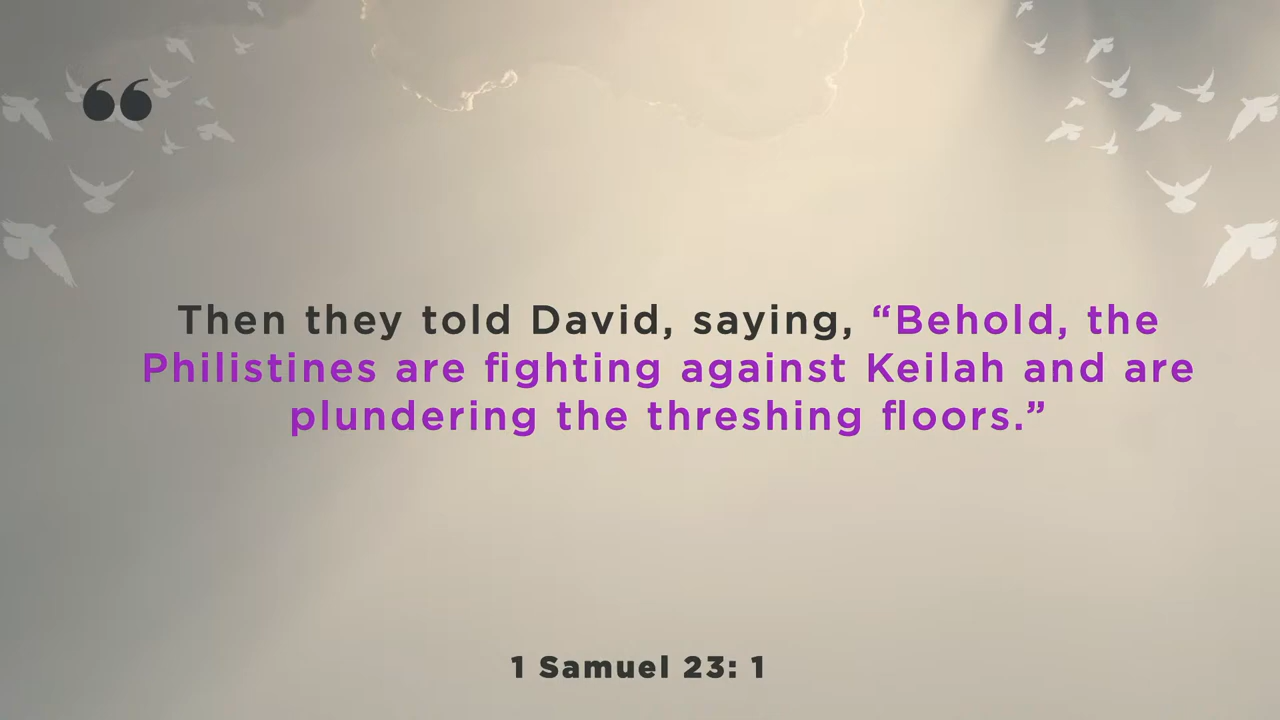 “
Then they told David, saying, “Behold, the
Philistines are fighting against Keilah and are
plundering the threshing floors.”
1 Samuel 23: 1